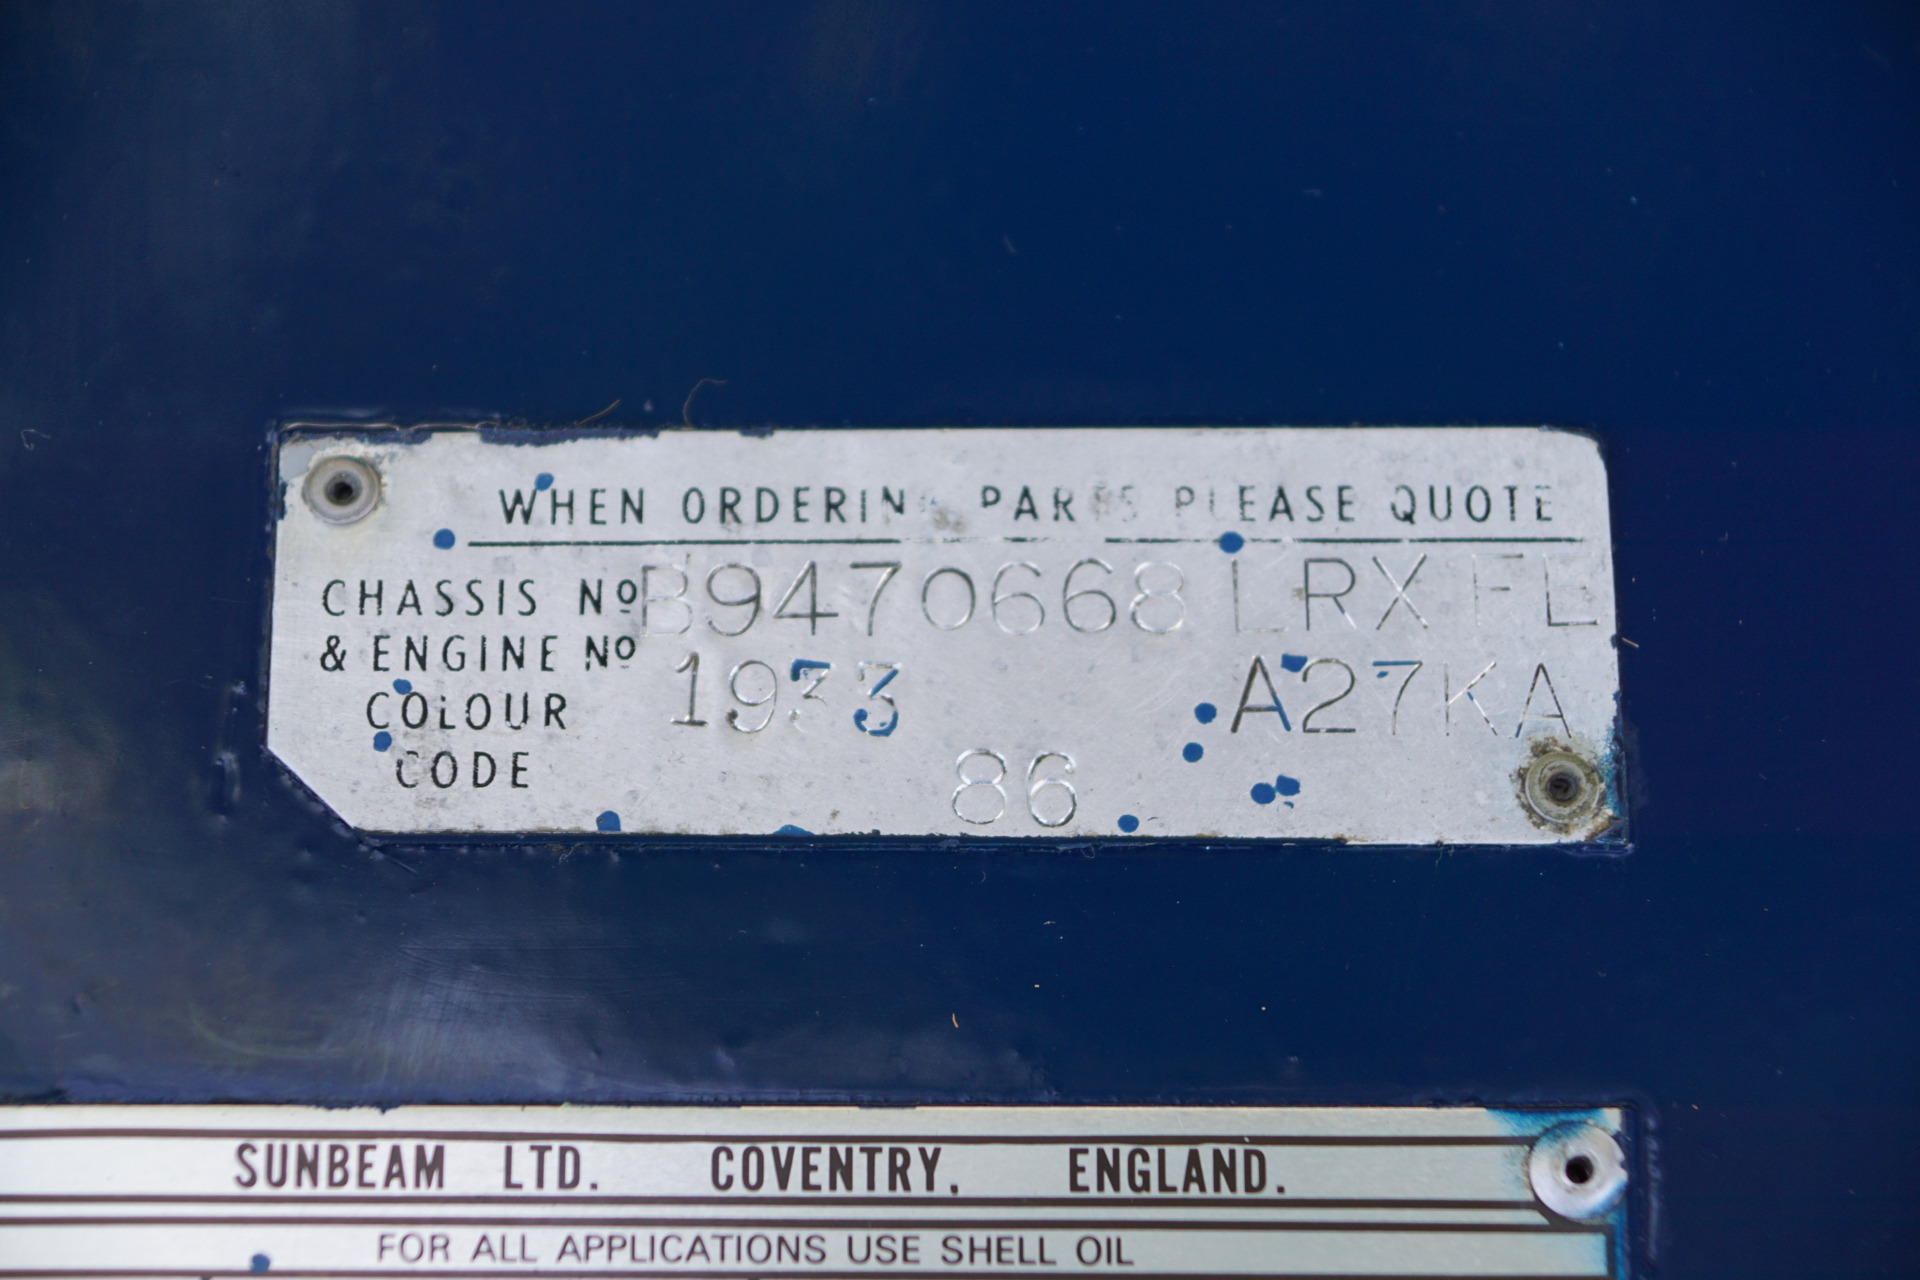 WHEN ORDERING PARTS PLEASE QUOTE
CHASSIS Nº B9470668 LRX FE
& ENGINE Nº
1933 A27KA
COLOUR
CODE 86
SUNBEAM LTD. COVENTRY. ENGLAND.
FOR ALL APPLICATIONS USE SHELL OIL